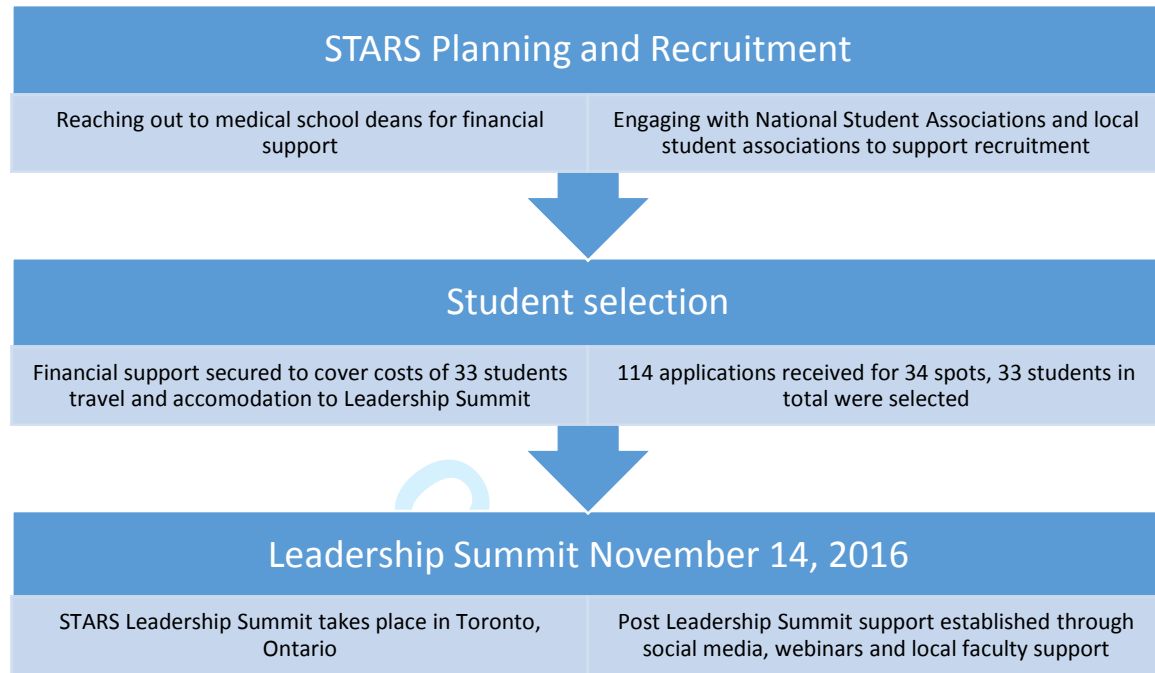 STARS Planning and Recruitment
Reaching out to medical school deans for financial
support
Engaging with National Student Associations and local
student associations to support recruitment
Student selection
Financial support secured to cover costs of 33 students
travel and accomodation to Leadership Summit
114 applications received for 34 spots, 33 students in
total were selected
Leadership Summit November 14, 2016
STARS Leadership Summit takes place in Toronto,
Ontario
Post Leadership Summit support established through
social media, webinars and local faculty support